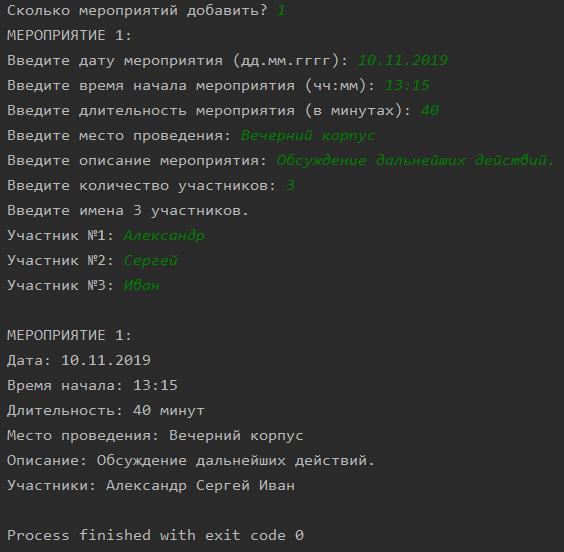 Сколько мероприятий добавить? 1
МЕРОПРИЯТИЕ 1:
Введите дату мероприятия (дд.мм.гггг): 10.11.2019
Введите время начала мероприятия (чч:мм): 13:15
Введите длительность мероприятия (в минутах): 40
Введите место проведения: Вечерний корпус
Введите описание мероприятия: Обсуждение дальнейших действий.
Введите количество участников: 3
Введите имена 3 участников.
Участник №1: Александр
Участник №2: Сергей
Участник №3: Иван
МЕРОПРИЯТИЕ 1:
Дата: 10.11.2019
Время начала: 13:15
Длительность: 40 минут
Место проведения: Вечерний корпус
Описание: Обсуждение дальнейших действий.
Участники: Александр Сергей Иван
Process finished with exit code 0